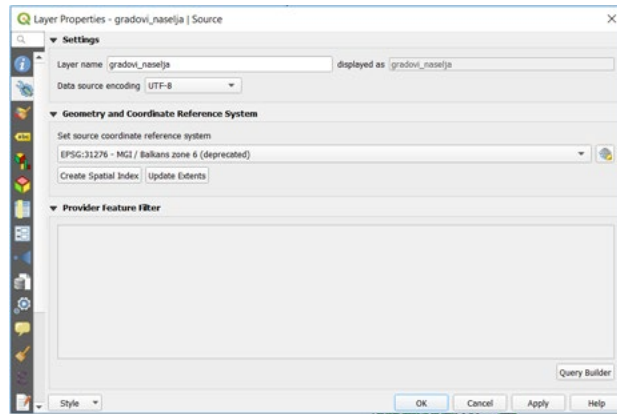 Layer Properties - gradovi_naselja | Source
Settings
Layer name gradovi_naselja displayed as gradovi_naselja
Data source encoding UTF-8
Geometry and Coordinate Reference System
Set source coordinate reference system
EPSG:31276 - MGI / Balkans zone 6 (deprecated)
Create Spatial Index Update Extents
Provider Feature Filter
Query Builder
Style OK Cancel Apply Help